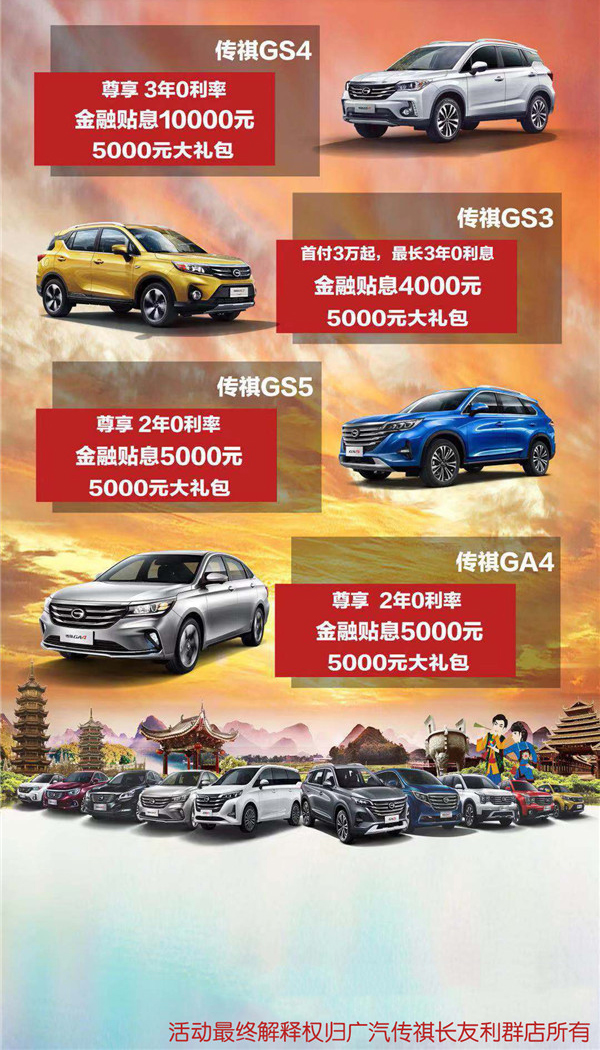 传祺GS4
尊享 3年0利率
金融贴息10000元
5000元大礼包
传祺GS3
首付3万起，最长3年0利息
金融贴息4000元
5000元大礼包
传祺GS5
尊享 2年0利率
金融贴息5000元
5000元大礼包
传祺GA4
尊享 2年0利率
金融贴息5000元
5000元大礼包
活动最终解释权归广汽传祺长友利群店所有